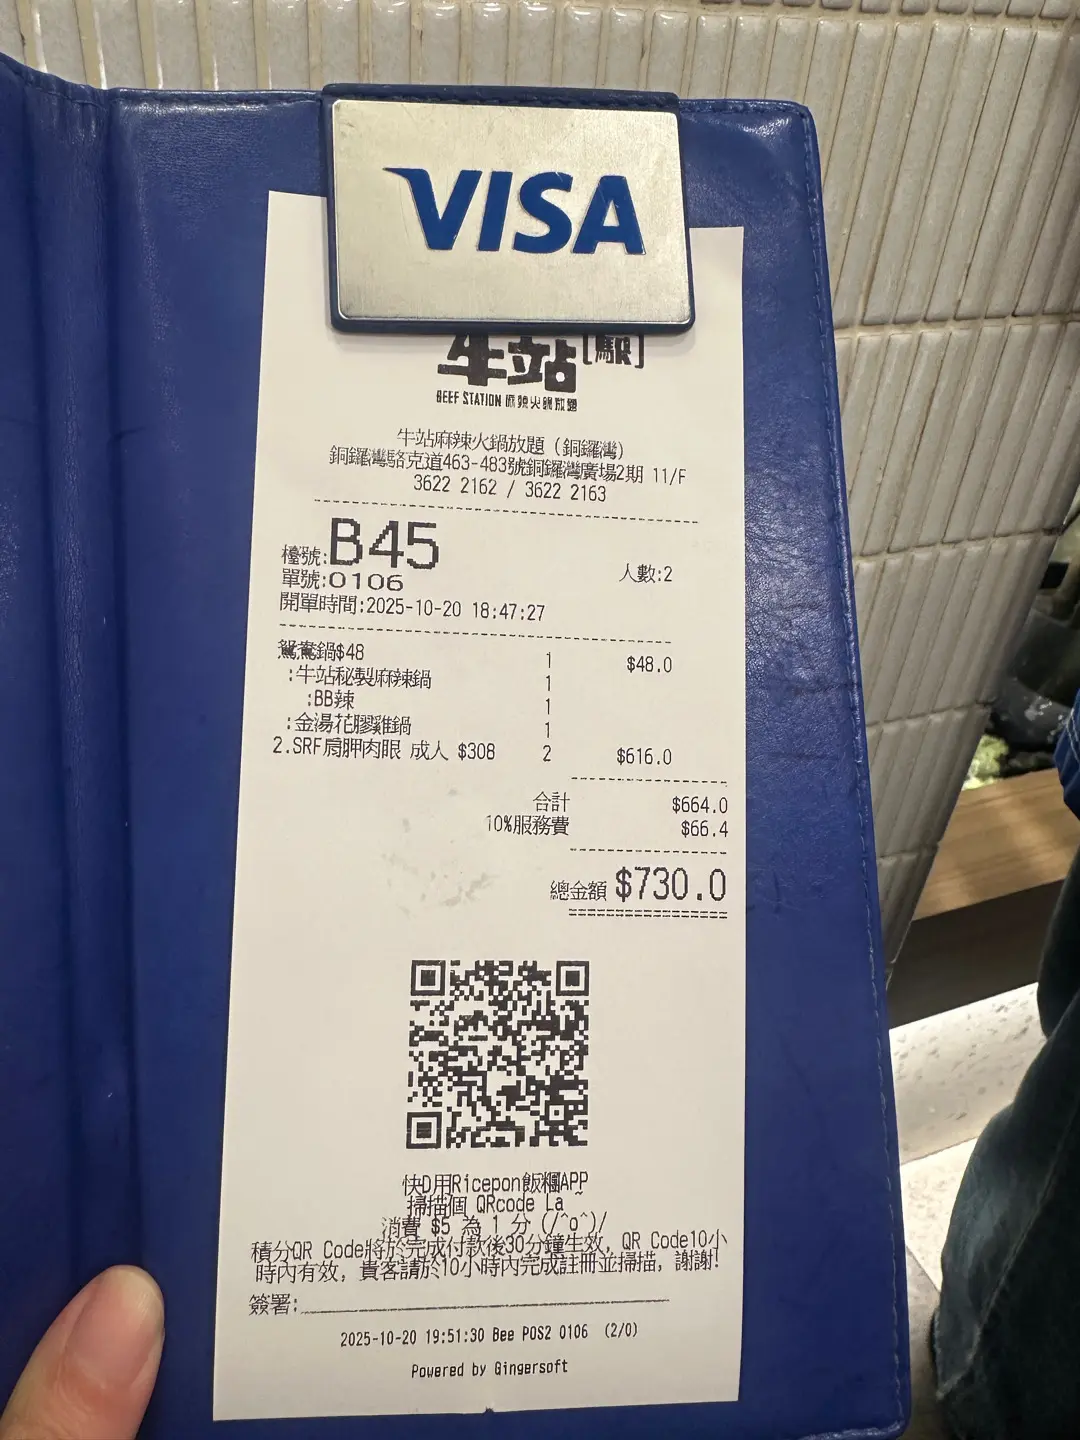 VISA
牛站[駅]
BEEF STATION 麻辣火鍋放題
牛站麻辣火鍋放題 (銅鑼灣)
銅鑼灣駱克道463-483號銅鑼灣廣場2期 11/F
3622 2162 / 3622 2163
檯號:B45
單號:0106 人數:2
開單時間:2025-10-20 18:47:27
鴛鴦鍋$48 1 $48.0
:牛站秘製麻辣鍋 1
:BB辣 1
:金湯花膠雞鍋 1
2.SRF肩胛肉眼 成人 $308 2 $616.0
合計 $664.0
10%服務費 $66.4
總金額 $730.0
快D用Ricepon飯糰APP
掃描個 QRcode La ~
消費 $5 為 1 分 (/^o^)/
積分QR Code將於完成付款後30分鐘生效, QR Code10小
時內有效, 貴客請於10小時內完成註冊並掃描, 謝謝!
簽署:
2025-10-20 19:51:30 Bee POS2 0106 (2/0)
Powered by Gingersoft